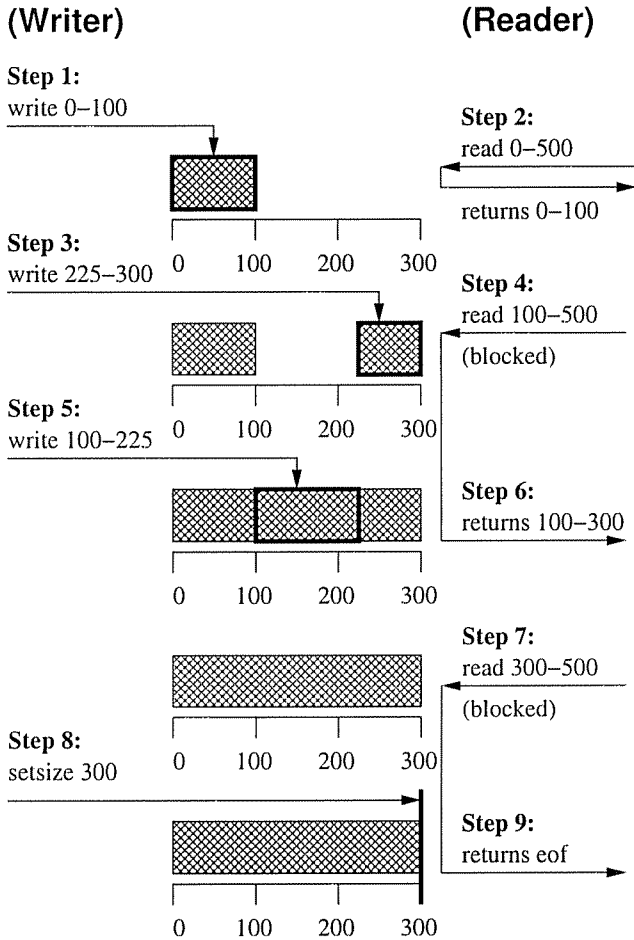 (Writer)
(Reader)
Step 1:
write 0–100
Step 2:
read 0–500
returns 0–100
0 100 200 300
Step 3:
write 225–300
Step 4:
read 100–500
(blocked)
0 100 200 300
Step 5:
write 100–225
Step 6:
returns 100–300
0 100 200 300
Step 7:
read 300–500
(blocked)
0 100 200 300
Step 8:
setsize 300
Step 9:
returns eof
0 100 200 300